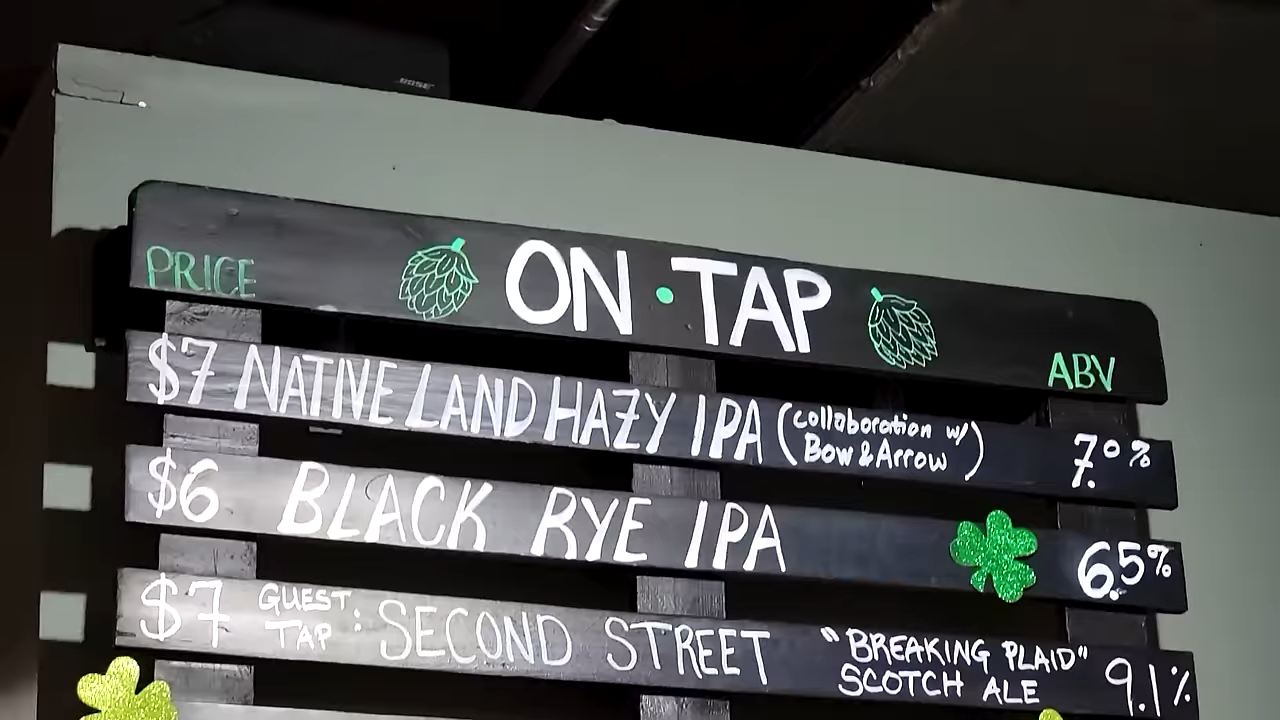 BOSE
ON • TAP
PRICE
ABV
$7 NATIVE LAND HAZY IPA (collaboration w/ Bow & Arrow) 7.0%
$6 BLACK RYE IPA 6.5%
$7 GUEST TAP: SECOND STREET "BREAKING PLAID" SCOTCH ALE 9.1%